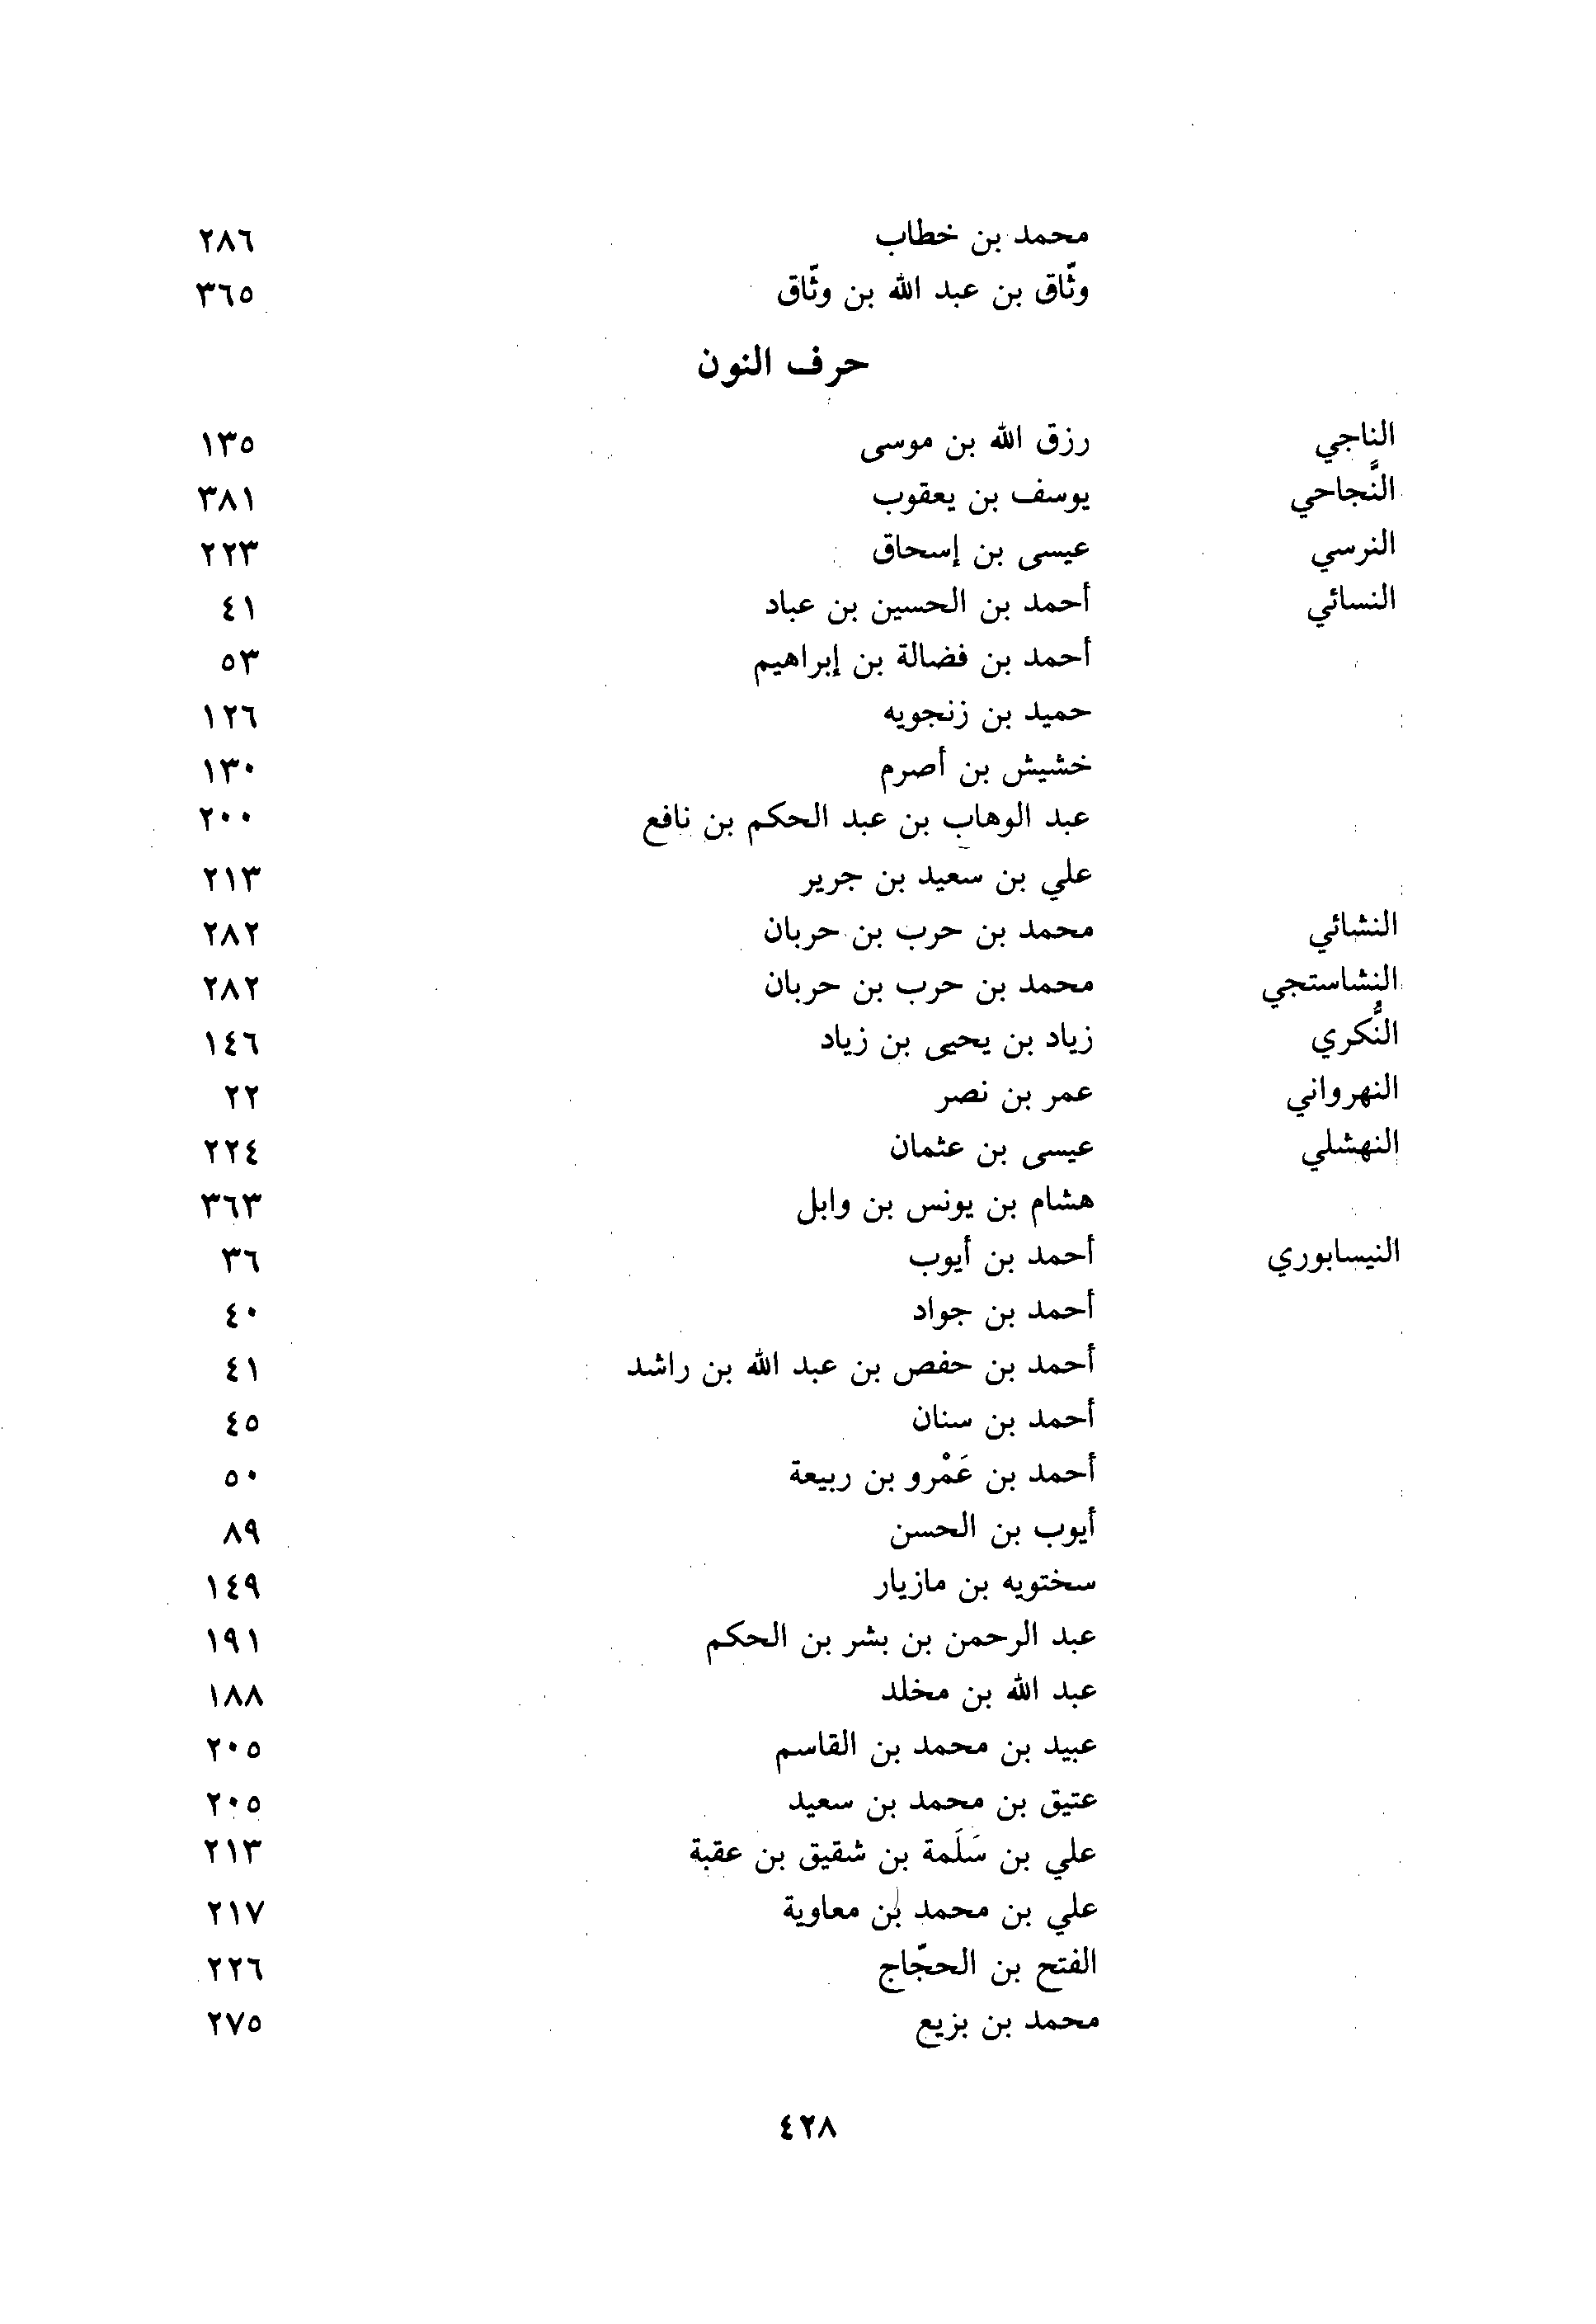 محمد بن خطاب ٢٨٦
وثّاق بن عبد الله بن وثّاق ٣٦٥
حرف النون
الناجي رزق الله بن موسى ١٣٥
النَّجاحي يوسف بن يعقوب ٣٨١
النرسي عيسى بن إسحاق ٢٢٣
النسائي أحمد بن الحسين بن عباد ٤١
أحمد بن فضالة بن إبراهيم ٥٣
حميد بن زنجويه ١٢٦
خشيش بن أصرم ١٣٠
عبد الوهاب بن عبد الحكم بن نافع ٢٠٠
علي بن سعيد بن جرير ٢١٣
النشائي محمد بن حرب بن حربان ٢٨٢
النشاستجي محمد بن حرب بن حربان ٢٨٢
النُّكري زياد بن يحيى بن زياد ١٤٦
النهرواني عمر بن نصر ٢٢
النهشلي عيسى بن عثمان ٢٢٤
هشام بن يونس بن وابل ٣٦٣
النيسابوري أحمد بن أيوب ٣٦
أحمد بن جواد ٤٠
أحمد بن حفص بن عبد الله بن راشد ٤١
أحمد بن سنان ٤٥
أحمد بن عَمْرو بن ربيعة ٥٠
أيوب بن الحسن ٨٩
سختويه بن مازيار ١٤٩
عبد الرحمن بن بشر بن الحكم ١٩١
عبد الله بن مخلد ١٨٨
عبيد بن محمد بن القاسم ٢٠٥
عتيق بن محمد بن سعيد ٢٠٥
علي بن سَلَمة بن شقيق بن عقبة ٢١٣
علي بن محمد بن معاوية ٢١٧
الفتح بن الحجّاج ٢٢٦
محمد بن بزيع ٢٧٥
٤٢٨